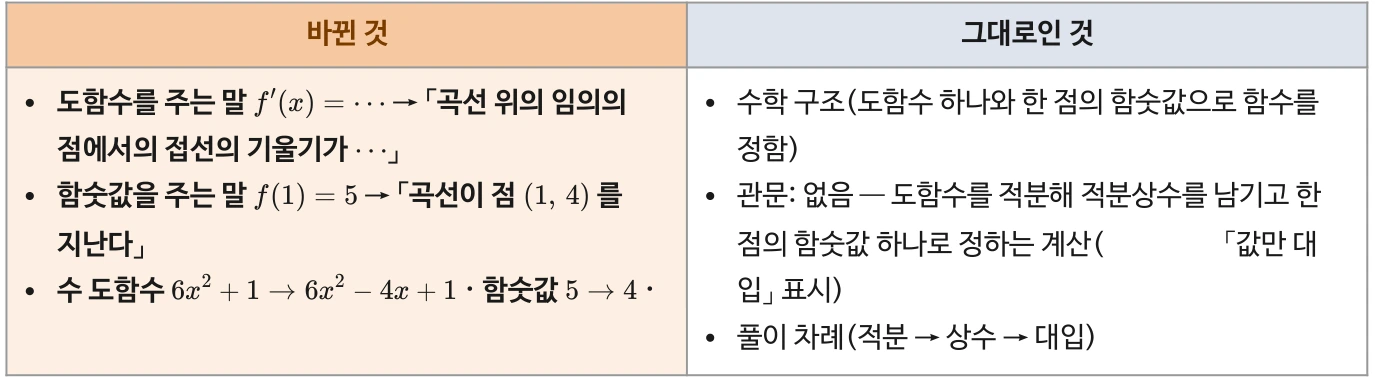 바뀐 것
그대로인 것
• 도함수를 주는 말 f′(x) = ⋯ → 「곡선 위의 임의의
점에서의 접선의 기울기가 ⋯」
• 함숫값을 주는 말 f(1) = 5 → 「곡선이 점 (1, 4) 를
지난다」
• 수 도함수 6x² + 1 → 6x² − 4x + 1 · 함숫값 5 → 4 ·
• 수학 구조(도함수 하나와 한 점의 함숫값으로 함수를
정함)
• 관문: 없음 — 도함수를 적분해 적분상수를 남기고 한
점의 함숫값 하나로 정하는 계산( 「값만 대
입」 표시)
• 풀이 차례(적분 → 상수 → 대입)